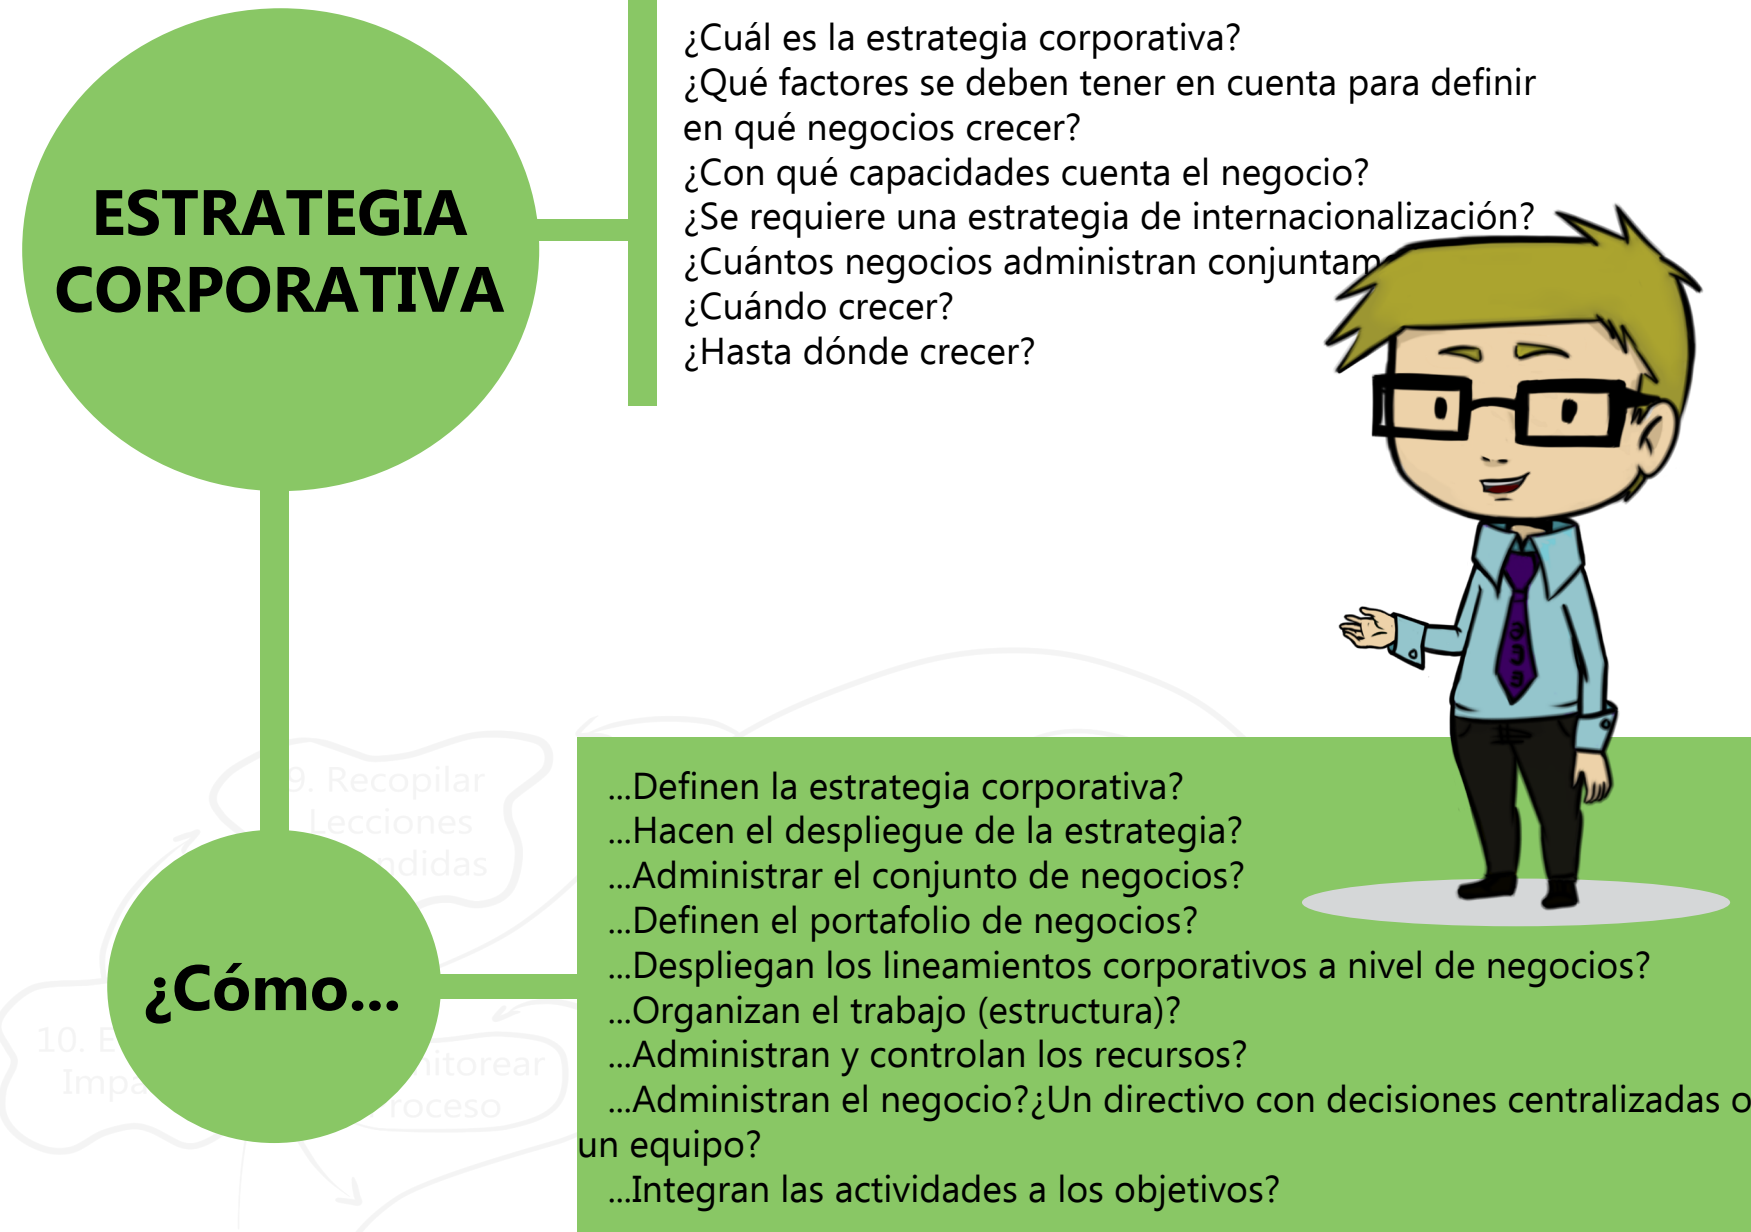 ESTRATEGIA
CORPORATIVA
¿Cuál es la estrategia corporativa?
¿Qué factores se deben tener en cuenta para definir
en qué negocios crecer?
¿Con qué capacidades cuenta el negocio?
¿Se requiere una estrategia de internacionalización?
¿Cuántos negocios administran
¿Cuándo crecer?
¿Hasta dónde crecer?
9. Recopilar
Lecciones
10.
¿Cómo...
...Definen la estrategia corporativa?
...Hacen el despliegue de la estrategia?
...Administrar el conjunto de negocios?
...Definen el portafolio de negocios?
...Despliegan los lineamientos corporativos a nivel de negocios?
...Organizan el trabajo (estructura)?
...Administran y controlan los recursos?
...Administran el negocio?¿Un directivo con decisiones centralizadas o
un equipo?
...Integran las actividades a los objetivos?